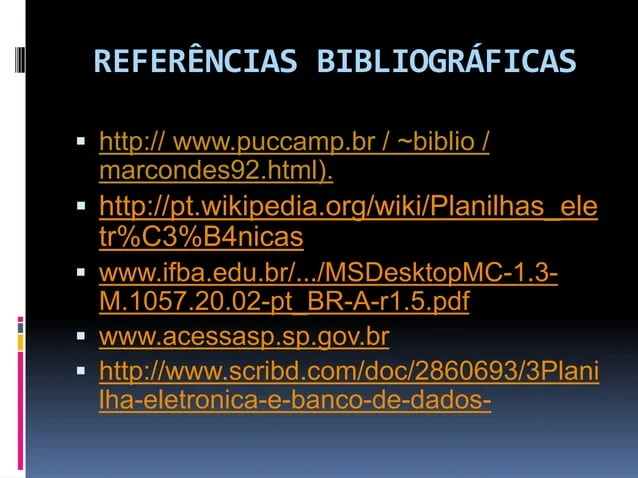 REFERÊNCIAS BIBLIOGRÁFICAS
http:// www.puccamp.br / ~biblio /
marcondes92.html).
http://pt.wikipedia.org/wiki/Planilhas_ele
tr%C3%B4nicas
www.ifba.edu.br/.../MSDesktopMC-1.3-
M.1057.20.02-pt_BR-A-r1.5.pdf
www.acessasp.sp.gov.br
http://www.scribd.com/doc/2860693/3Plani
lha-eletronica-e-banco-de-dados-